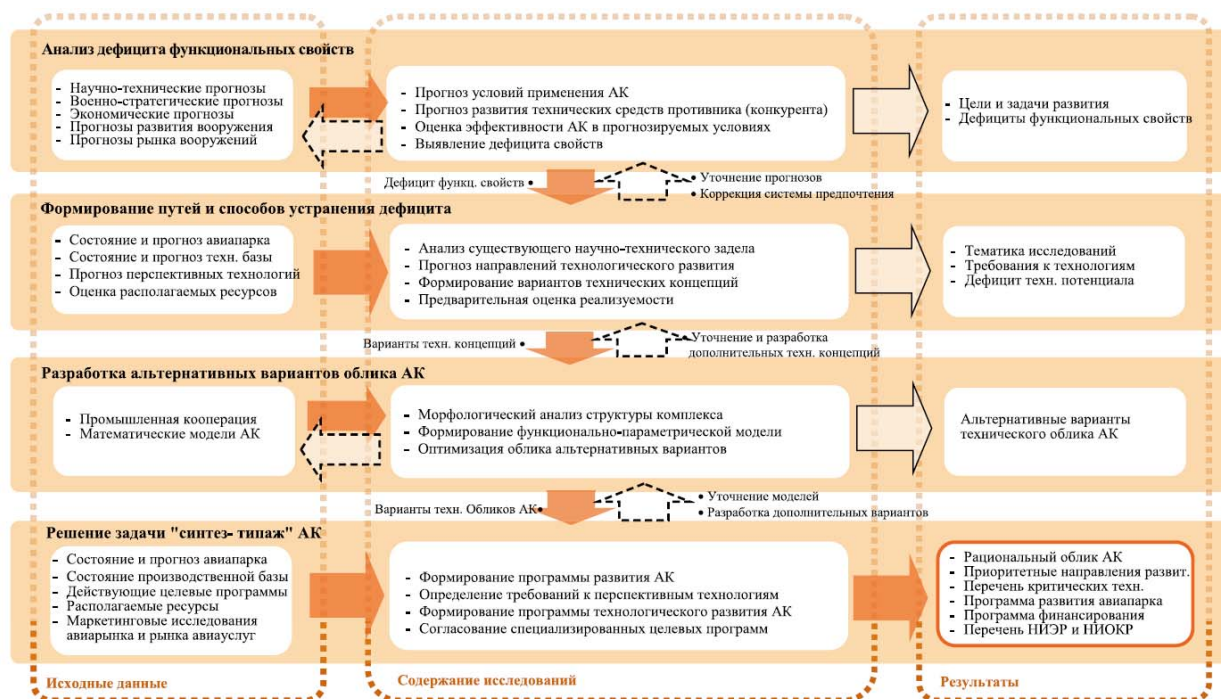 Анализ дефицита функциональных свойств
- Научно-технические прогнозы
- Военно-стратегические прогнозы
- Экономические прогнозы
- Прогнозы развития вооружения
- Прогнозы рынка вооружений
- Прогноз условий применения АК
- Прогноз развития технических средств противника (конкурента)
- Оценка эффективности АК в прогнозируемых условиях
- Выявление дефицита свойств
- Цели и задачи развития
- Дефициты функциональных свойств
Дефицит функц. свойств •
• Уточнение прогнозов
• Коррекция системы предпочтения
Формирование путей и способов устранения дефицита
- Состояние и прогноз авиапарка
- Состояние и прогноз техн. базы
- Прогноз перспективных технологий
- Оценка располагаемых ресурсов
- Анализ существующего научно-технического задела
- Прогноз направлений технологического развития
- Формирование вариантов технических концепций
- Предварительная оценка реализуемости
- Тематика исследований
- Требования к технологиям
- Дефицит техн. потенциала
Варианты техн. концепций •
• Уточнение и разработка
дополнительных техн. концепций
Разработка альтернативных вариантов облика АК
- Промышленная кооперация
- Математические модели АК
- Морфологический анализ структуры комплекса
- Формирование функционально-параметрической модели
- Оптимизация облика альтернативных вариантов
Альтернативные варианты
технического облика АК
Варианты техн. Обликов АК•
• Уточнение моделей
• Разработка дополнительных вариантов
Решение задачи "синтез- типаж" АК
- Состояние и прогноз авиапарка
- Состояние производственной базы
- Действующие целевые программы
- Располагаемые ресурсы
- Маркетинговые исследования
авиарынка и рынка авиауслуг
- Формирование программы развития АК
- Определение требований к перспективным технологиям
- Формирование программы технологического развития АК
- Согласование специализированных целевых программ
- Рациональный облик АК
- Приоритетные направления развит.
- Перечень критических техн.
- Программа развития авиапарка
- Программа финансирования
- Перечень НИЭР и НИОКР
Исходные данные
Содержание исследований
Результаты